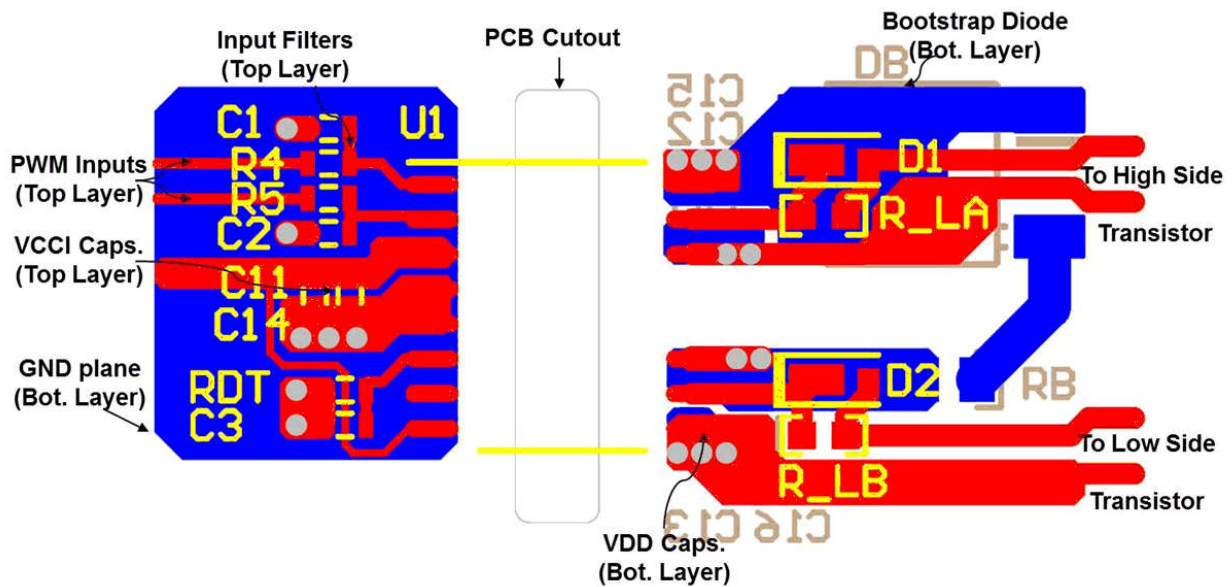 Bootstrap Diode
(Bot. Layer)
Input Filters
(Top Layer)
PCB Cutout
DB
C15
C12
C1
U1
PWM Inputs
(Top Layer)
R4
R5
C2
D1
R_LA
To High Side
Transistor
VCCI Caps.
(Top Layer)
C11
C14
GND plane
(Bot. Layer)
RDT
C3
D2
RB
R_LB
To Low Side
Transistor
C13
C16
VDD Caps.
(Bot. Layer)